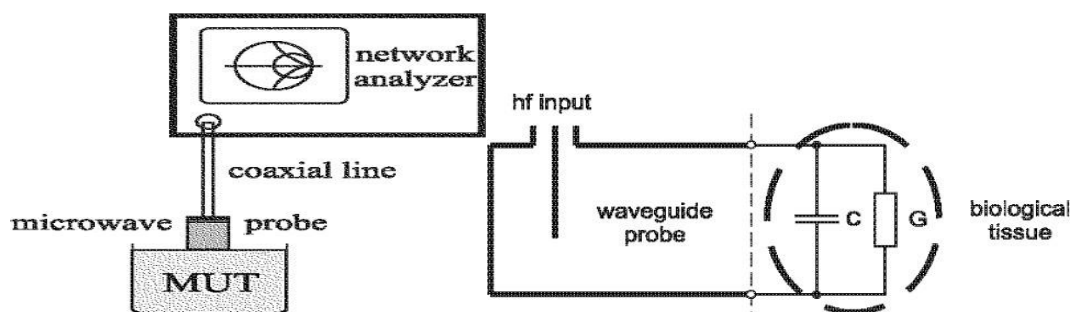 network
analyzer
coaxial line
microwave probe
MUT
hf input
waveguide
probe
C
G
biological
tissue